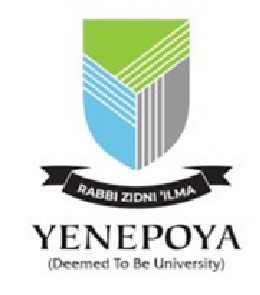 RABBI ZIDNI 'ILMA
YENEPOYA
(Deemed To Be University)